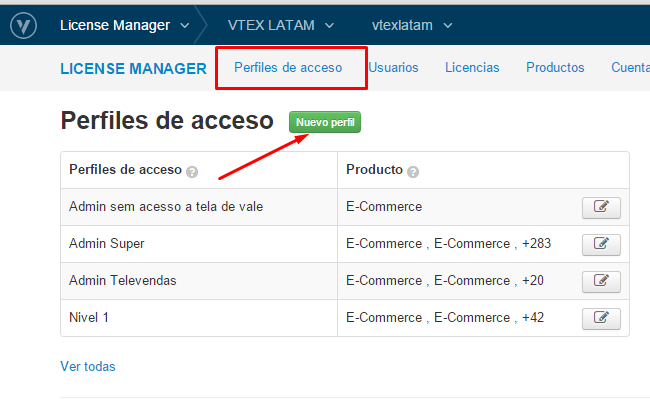 License Manager VTEX LATAM vtexlatam
LICENSE MANAGER Perfiles de acceso Usuarios Licencias Productos Cuenta
Perfiles de acceso Nuevo perfil
Perfiles de acceso ? Producto ?
Admin sem acesso a tela de vale E-Commerce
Admin Super E-Commerce , E-Commerce , +283
Admin Televendas E-Commerce , E-Commerce , +20
Nivel 1 E-Commerce , E-Commerce , +42
Ver todas